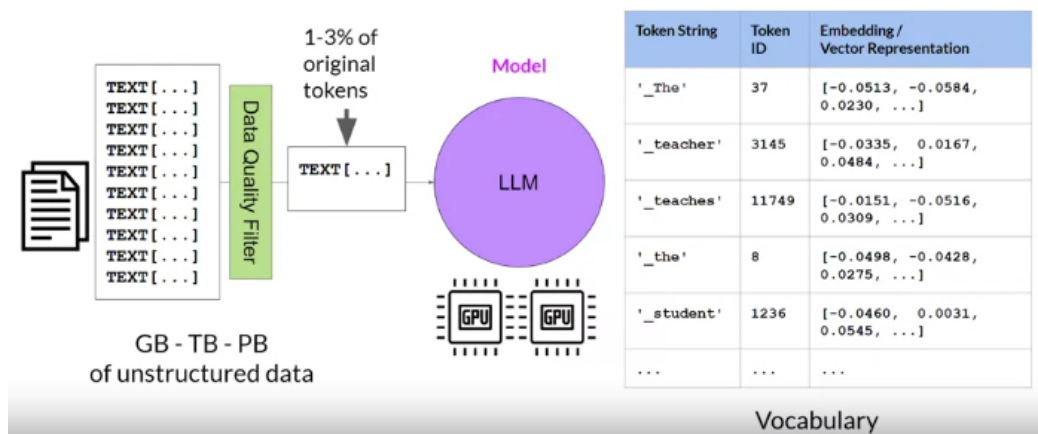 1-3% of
original
tokens
TEXT[...]
TEXT[...]
TEXT[...]
TEXT[...]
TEXT[...]
TEXT[...]
TEXT[...]
TEXT[...]
TEXT[...]
TEXT[...]
Data Quality Filter
TEXT[...]
Model
LLM
GPU
GPU
GB - TB - PB
of unstructured data
Token String Token ID Embedding / Vector Representation
'_The' 37 [-0.0513, -0.0584,
0.0230, ...]
'_teacher' 3145 [-0.0335, 0.0167,
0.0484, ...]
'_teaches' 11749 [-0.0151, -0.0516,
0.0309, ...]
'_the' 8 [-0.0498, -0.0428,
0.0275, ...]
'_student' 1236 [-0.0460, 0.0031,
0.0545, ...]
... ... ...
Vocabulary